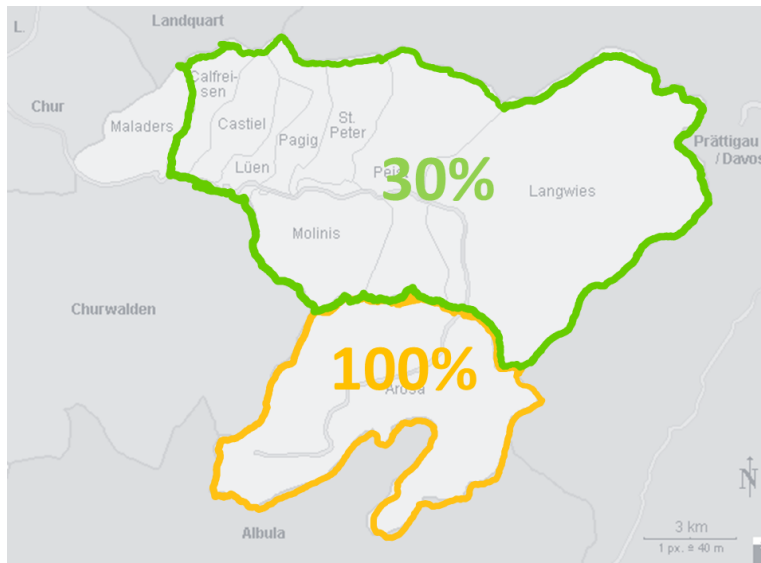 Landquart
L.
Calfrei-
sen
Chur
Maladers
Castiel
St.
Peter
Pagig
Prättigau
/ Davos
Lüen
30%
Langwies
Molinis
Churwalden
100%
Arosa
Albula
N
3 km
1 px. ≙ 40 m